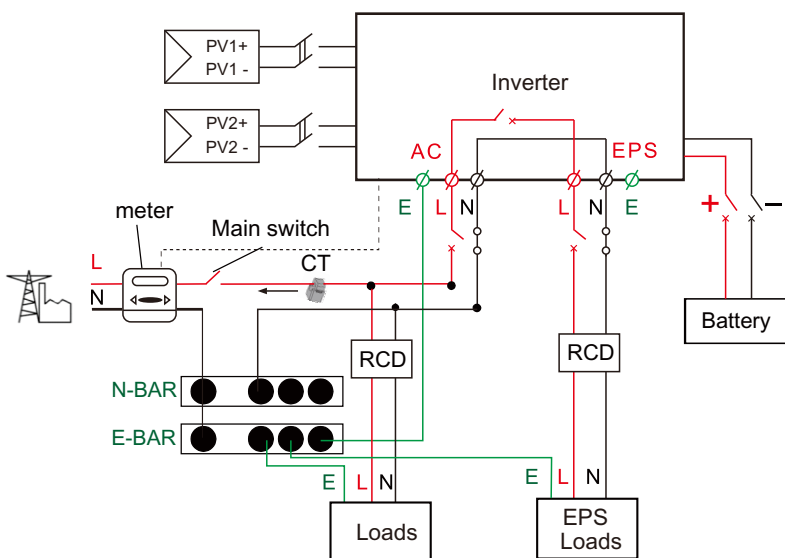 PV1+
PV1 -
PV2+
PV2 -
Inverter
AC
EPS
E
L
N
L
N
E
+
−
meter
Main switch
CT
L
N
Battery
RCD
RCD
N-BAR
E-BAR
E
L
N
E
L
N
Loads
EPS
Loads